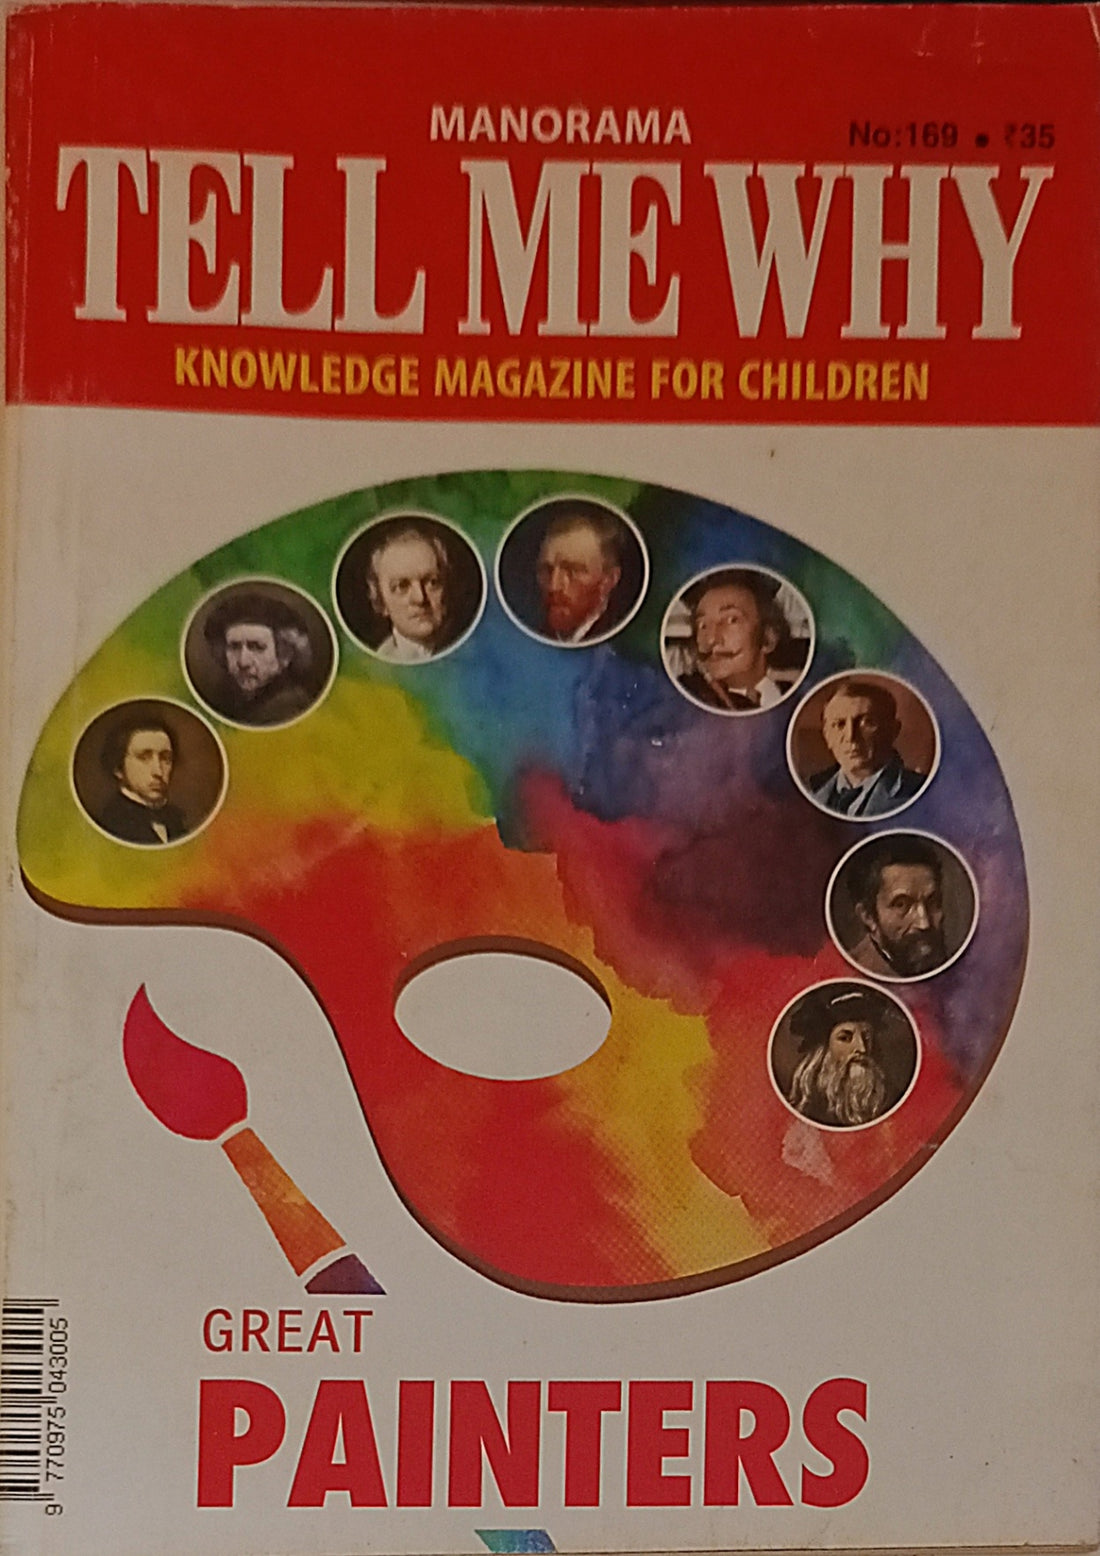 MANORAMA
No:169 • ₹35
TELL ME WHY
KNOWLEDGE MAGAZINE FOR CHILDREN
GREAT
PAINTERS
9 770975 043005